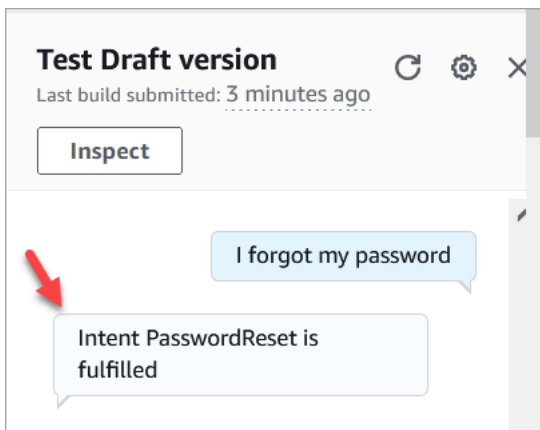 Test Draft version
Last build submitted: 3 minutes ago
Inspect
I forgot my password
Intent PasswordReset is
fulfilled